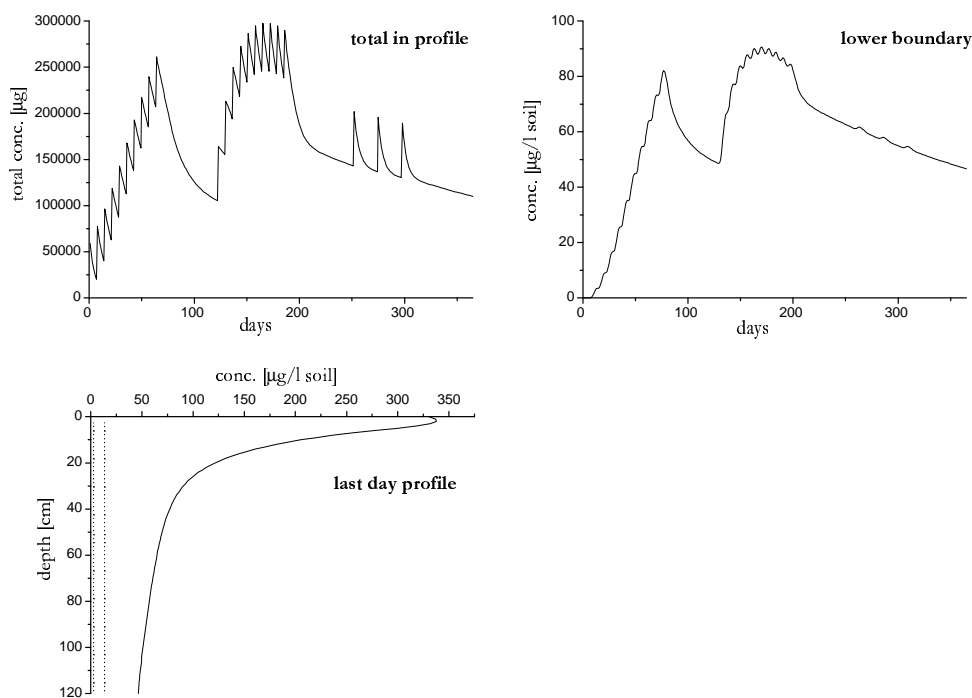 total in profile
total conc. [µg]
300000
250000
200000
150000
100000
50000
0
0 100 200 300
days
lower boundary
conc. [µg/l soil]
100
80
60
40
20
0
0 100 200 300
days
conc. [µg/l soil]
0 50 100 150 200 250 300 350
last day profile
depth [cm]
0
20
40
60
80
100
120